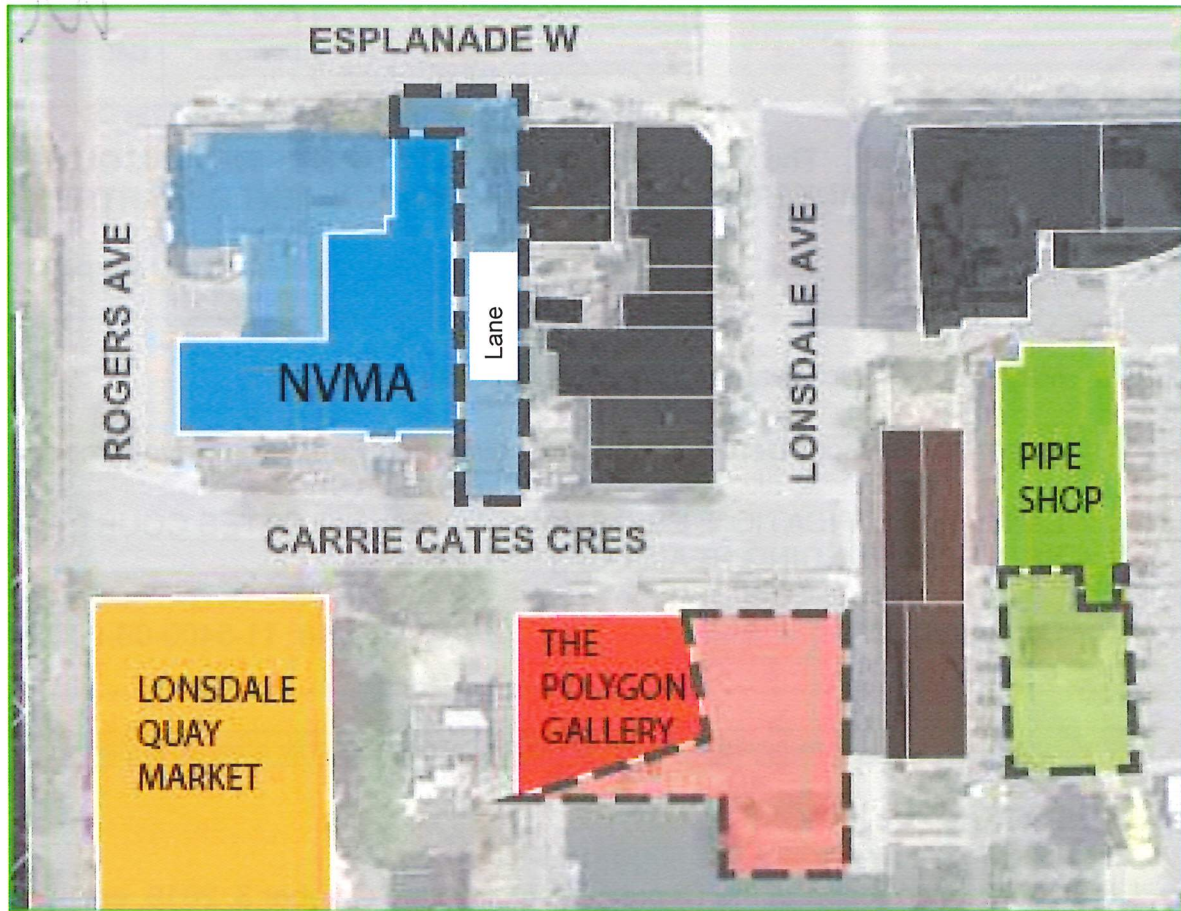 ESPLANADE W
ROGERS AVE
NVMA
Lane
LONSDALE AVE
PIPE
SHOP
CARRIE CATES CRES
LONSDALE
QUAY
MARKET
THE
POLYGON
GALLERY